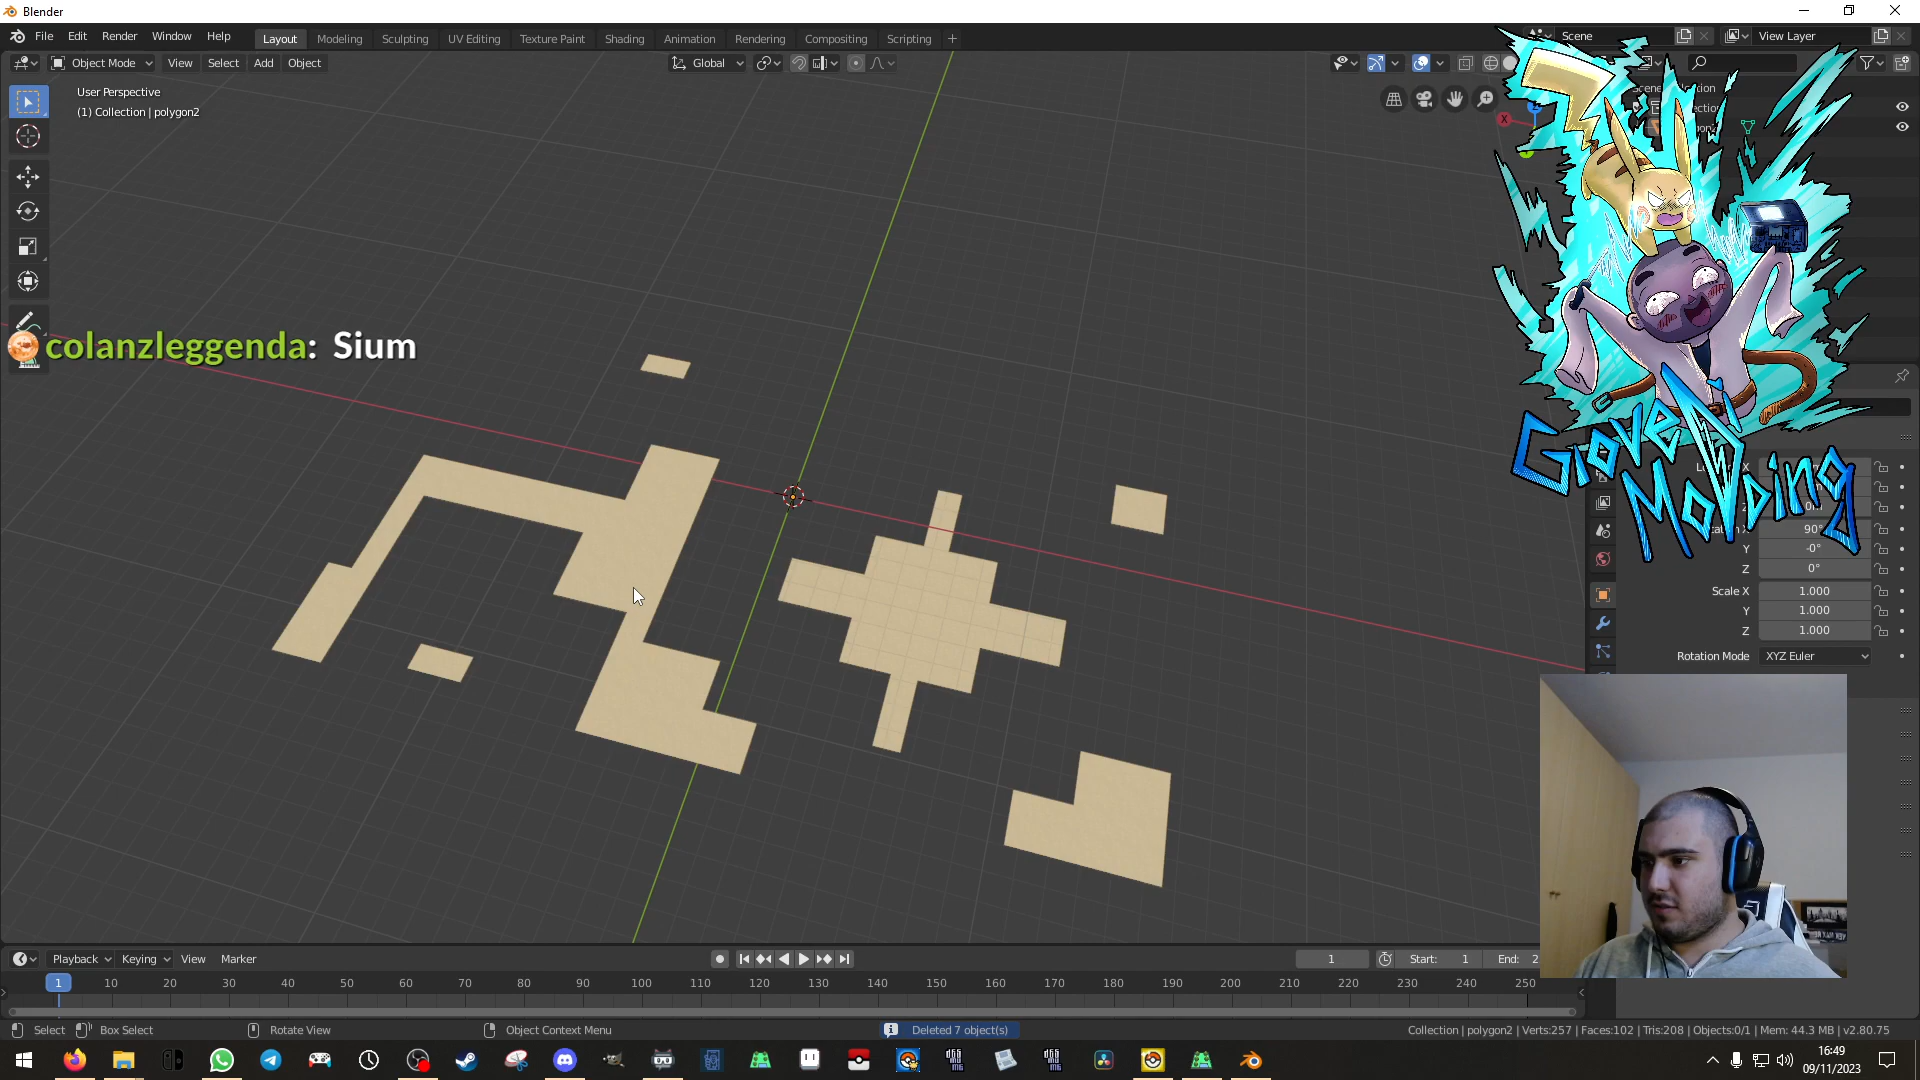 Blender
File Edit Render Window Help
Layout Modeling Sculpting UV Editing Texture Paint Shading Animation Rendering Compositing Scripting +
Scene
View Layer
Object Mode View Select Add Object
Global
User Perspective
(1) Collection | polygon2
X
colanzleggenda: Sium
GioveModding
90°
Y -0°
Z 0°
Scale X 1.000
Y 1.000
Z 1.000
Rotation Mode XYZ Euler
Playback Keying View Marker
1 Start: 1 End: 2
1 10 20 30 40 50 60 70 80 90 100 110 120 130 140 150 160 170 180 190 200 210 220 230 240 250
Select Box Select Rotate View Object Context Menu
Deleted 7 object(s)
Collection | polygon2 | Verts:257 | Faces:102 | Tris:208 | Objects:0/1 | Mem: 44.3 MB | v2.80.75
16:49
09/11/2023